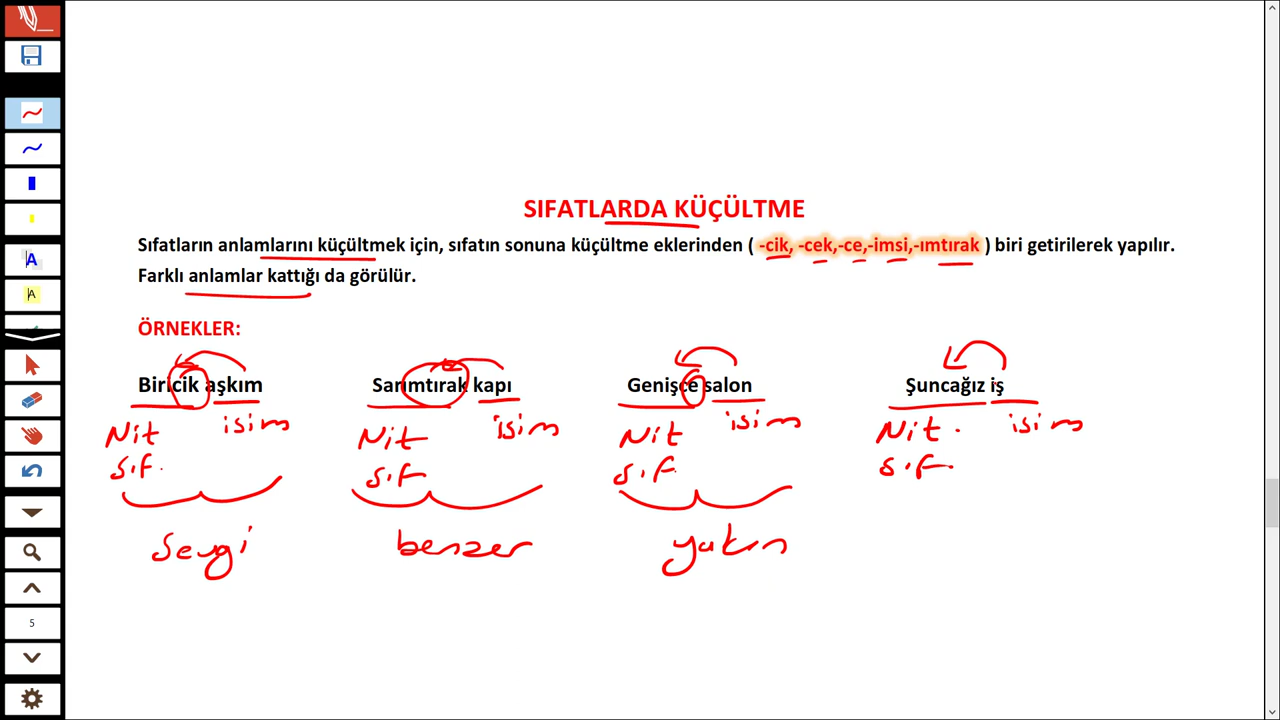 SIFATLARDA KÜÇÜLTME
Sıfatların anlamlarını küçültmek için, sıfatın sonuna küçültme eklerinden ( -cik, -cek,-ce,-imsi,-ımtırak ) biri getirilerek yapılır.
Farklı anlamlar kattığı da görülür.
ÖRNEKLER:
Biricik aşkım Sarımtırak kapı Genişce salon Şuncağız iş
Nit isim Nit isim Nit isim Nit. isim
sıf. sıf sıf. sıf.
sevgi benzer yakın
A
A
5